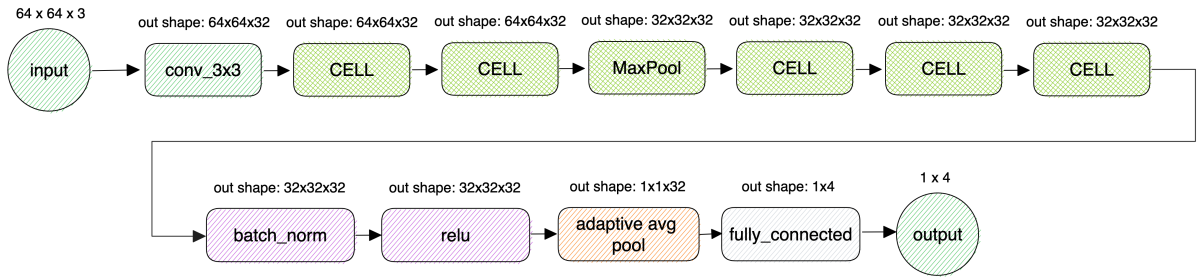 64 x 64 x 3
out shape: 64x64x32
out shape: 64x64x32
out shape: 64x64x32
out shape: 32x32x32
out shape: 32x32x32
out shape: 32x32x32
out shape: 32x32x32
input
conv_3x3
CELL
CELL
MaxPool
CELL
CELL
CELL
out shape: 32x32x32
out shape: 32x32x32
out shape: 1x1x32
out shape: 1x4
1 x 4
batch_norm
relu
adaptive avg
pool
fully_connected
output